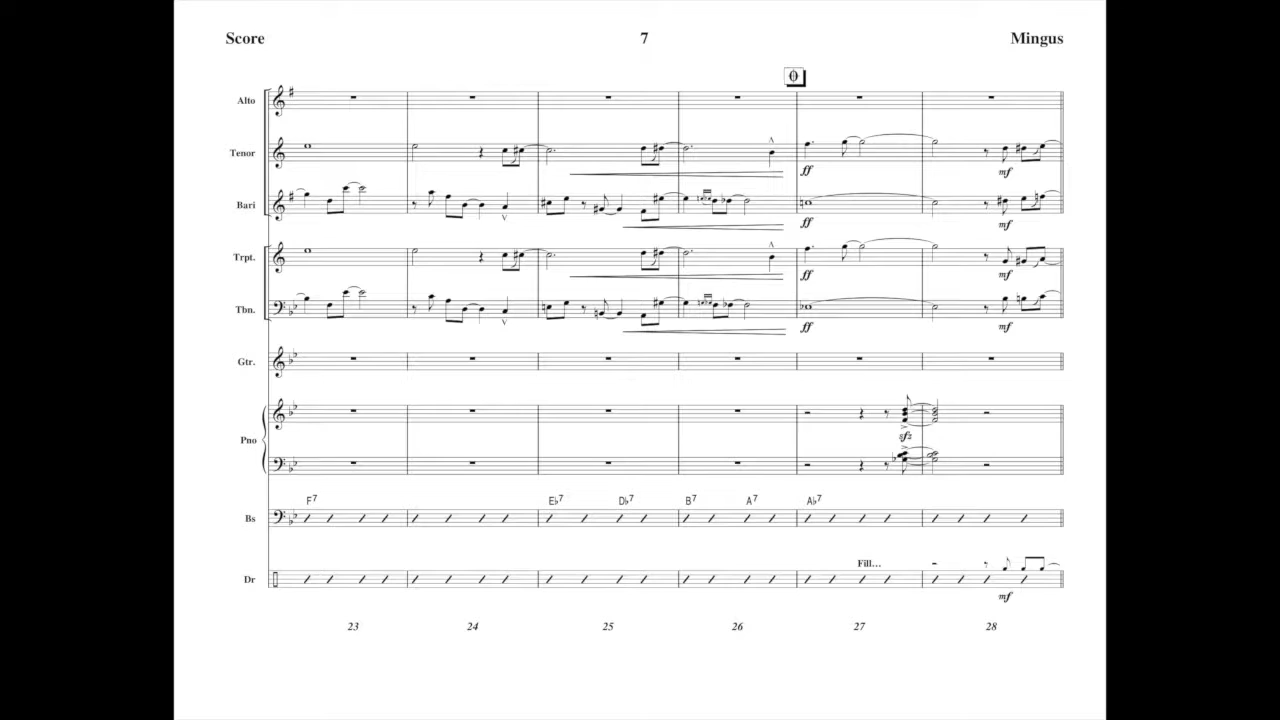 Score 7 Mingus
Alto
Tenor
ff mf
Bari
ff mf
Trpt.
ff mf
Tbn.
ff mf
Gtr.
Pno
sfz
F7 E♭7 D♭7 B7 A7 A♭7
Bs
Fill...
Dr
mf
23 24 25 26 27 28